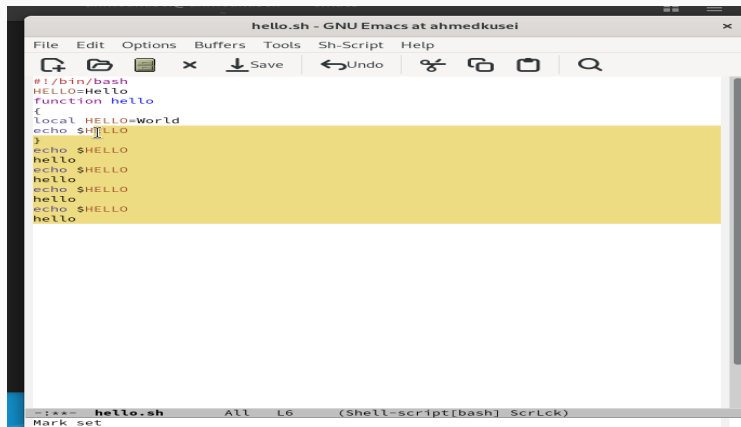 hello.sh - GNU Emacs at ahmedkusei
File Edit Options Buffers Tools Sh-Script Help
Save Undo
#!/bin/bash
HELLO=Hello
function hello
{
local HELLO=World
echo $HELLO
}
echo $HELLO
hello
echo $HELLO
hello
echo $HELLO
hello
echo $HELLO
hello
-:**- hello.sh All L6 (Shell-script[bash] ScrLck)
Mark set